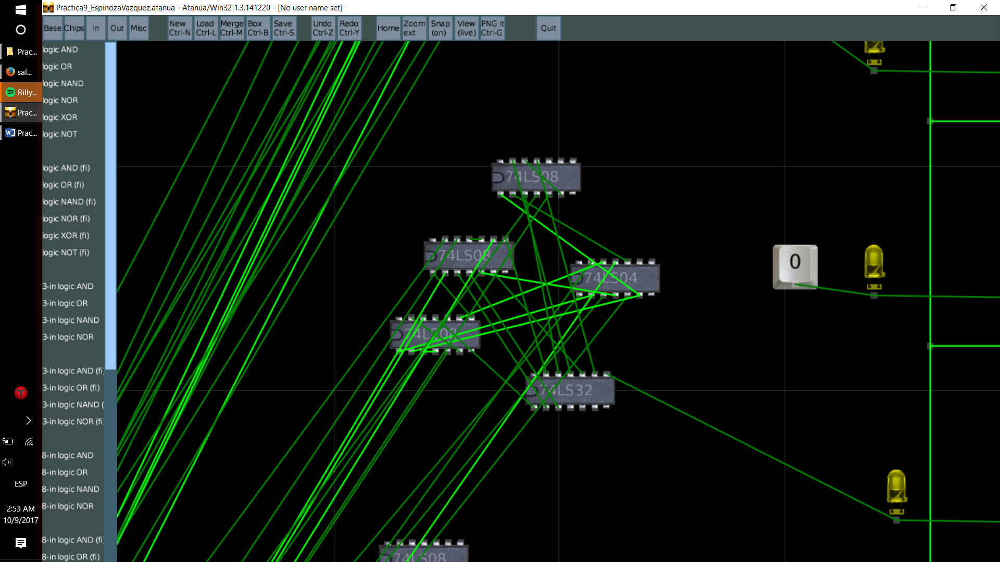 Practica9_EspinozaVazquez.atanua - Atanua/Win32 1.3.141220 - [No user name set]
Base Chips In Out Misc
New Ctrl-N
Load Ctrl-L
Merge Ctrl-M
Box Ctrl-B
Save Ctrl-S
Undo Ctrl-Z
Redo Ctrl-Y
Home
Zoom ext
Snap (on)
View (live)
PNG it Ctrl-G
Quit
Prac...
sal...
Billy...
Prac...
Prac...
ESP
2:53 AM
10/9/2017
logic AND
logic OR
logic NAND
logic NOR
logic XOR
logic NOT
logic AND (fi)
logic OR (fi)
logic NAND (fi)
logic NOR (fi)
logic XOR (fi)
logic NOT (fi)
3-in logic AND
3-in logic OR
3-in logic NAND
3-in logic NOR
3-in logic AND (fi)
3-in logic OR (fi)
3-in logic NAND (
3-in logic NOR (fi)
8-in logic AND
8-in logic OR
8-in logic NAND
8-in logic NOR
8-in logic AND (fi)
8-in logic OR (fi)
74LS08
74LS08
74LS04
0
74LS08
74LS32
74LS08